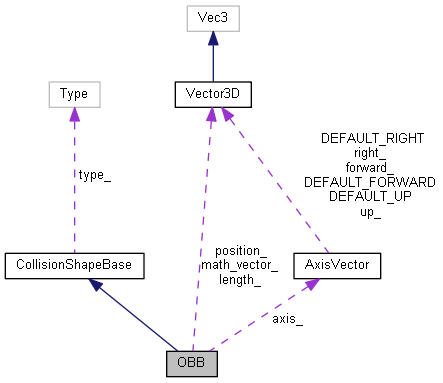 Vec3
Type
Vector3D
DEFAULT_RIGHT
right_
forward_
DEFAULT_FORWARD
DEFAULT_UP
up_
type_
position_
math_vector_
length_
CollisionShapeBase
AxisVector
axis_
OBB